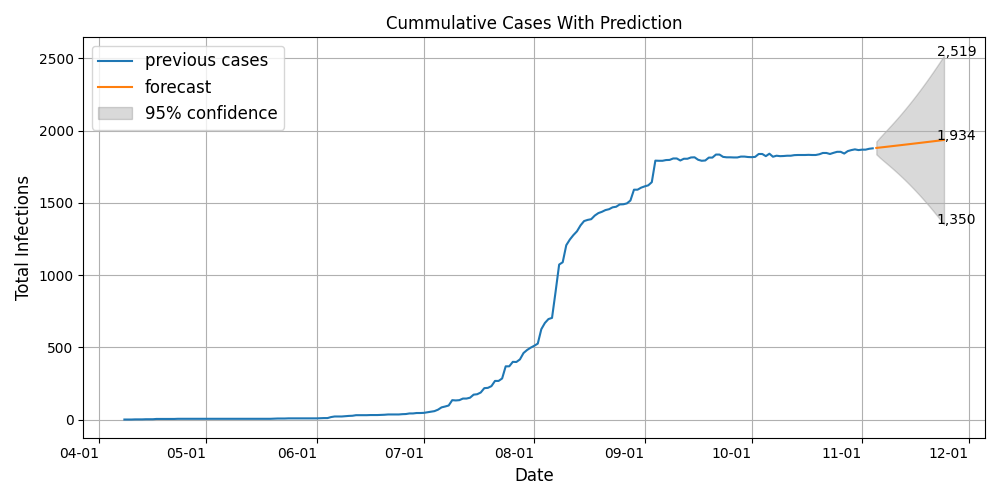 Cummulative Cases With Prediction
previous cases
forecast
95% confidence
2,519
1,934
1,350
2500
2000
1500
1000
500
0
Total Infections
04-01 05-01 06-01 07-01 08-01 09-01 10-01 11-01 12-01
Date